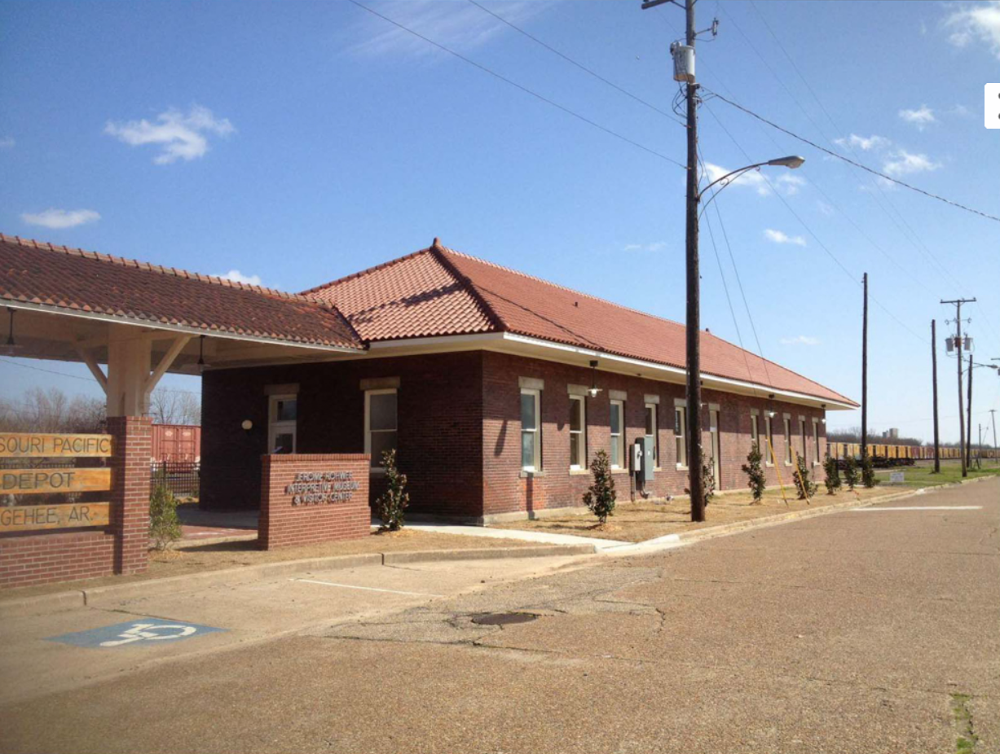 SOURI PACIFIC
DEPOT
GEHEE, AR.
JEROME-ROHWER
INTERPRETIVE MUSEUM
& VISITOR CENTER